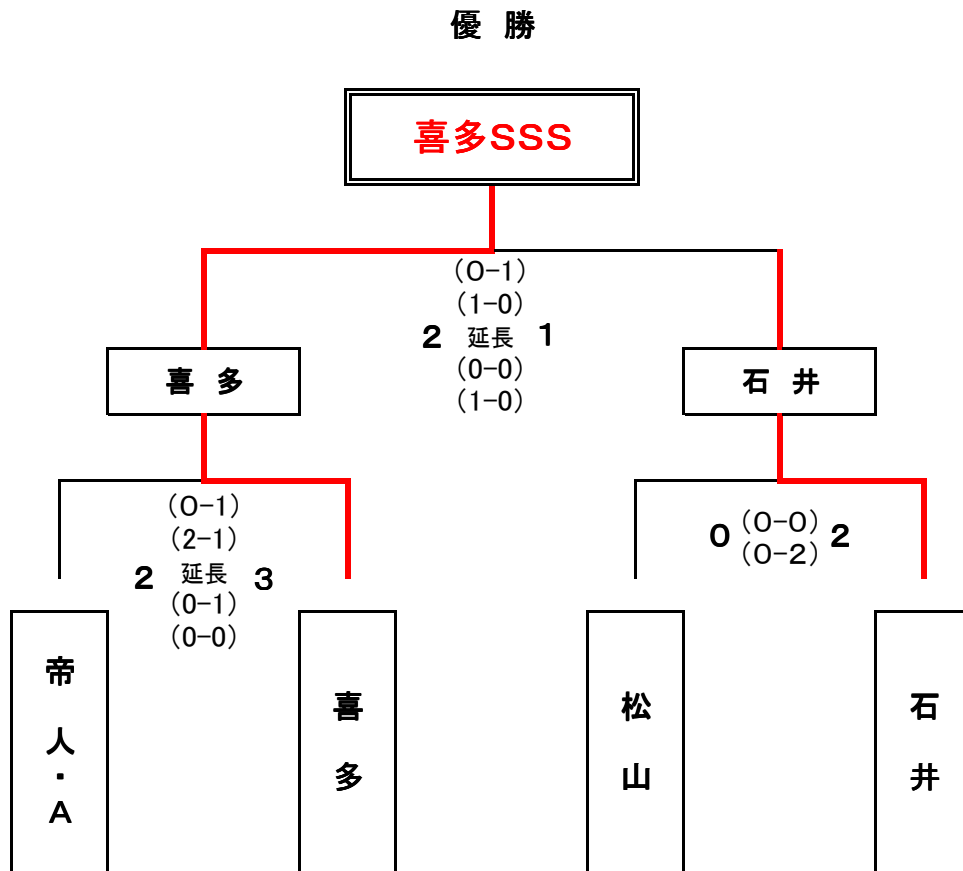 優 勝
喜多SSS
(0-1)
(1-0)
2 延長 1
(0-0)
(1-0)
喜 多
石 井
(0-1)
(2-1)
2 延長 3
(0-1)
(0-0)
0 (0-0) 2
(0-2)
帝人・A
喜多
松山
石井